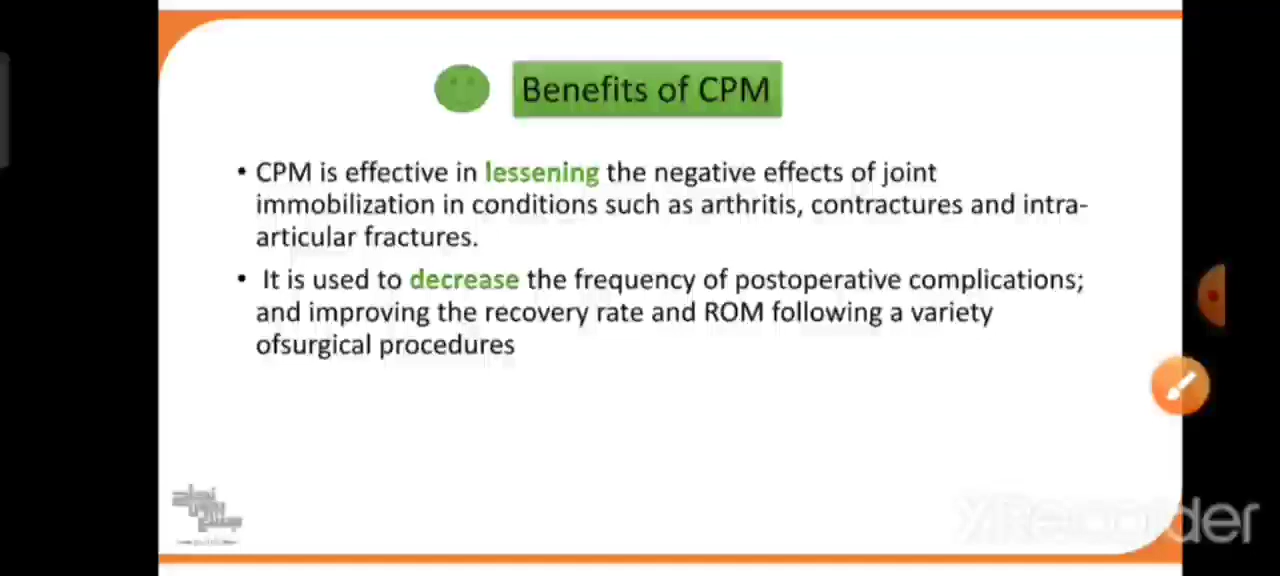 Benefits of CPM
• CPM is effective in lessening the negative effects of joint
immobilization in conditions such as arthritis, contractures and intra-
articular fractures.
• It is used to decrease the frequency of postoperative complications;
and improving the recovery rate and ROM following a variety
ofsurgical procedures
XRecorder